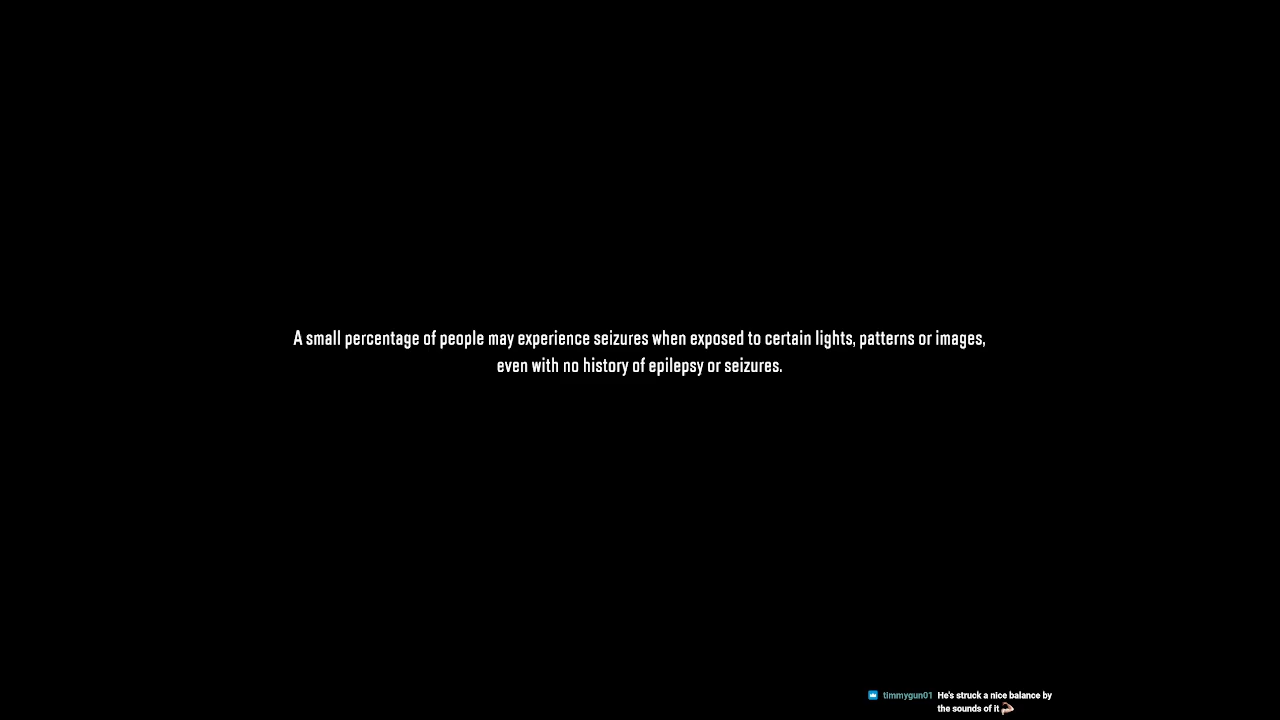 A small percentage of people may experience seizures when exposed to certain lights, patterns or images,
even with no history of epilepsy or seizures.
timmygun01 He's struck a nice balance by
the sounds of it